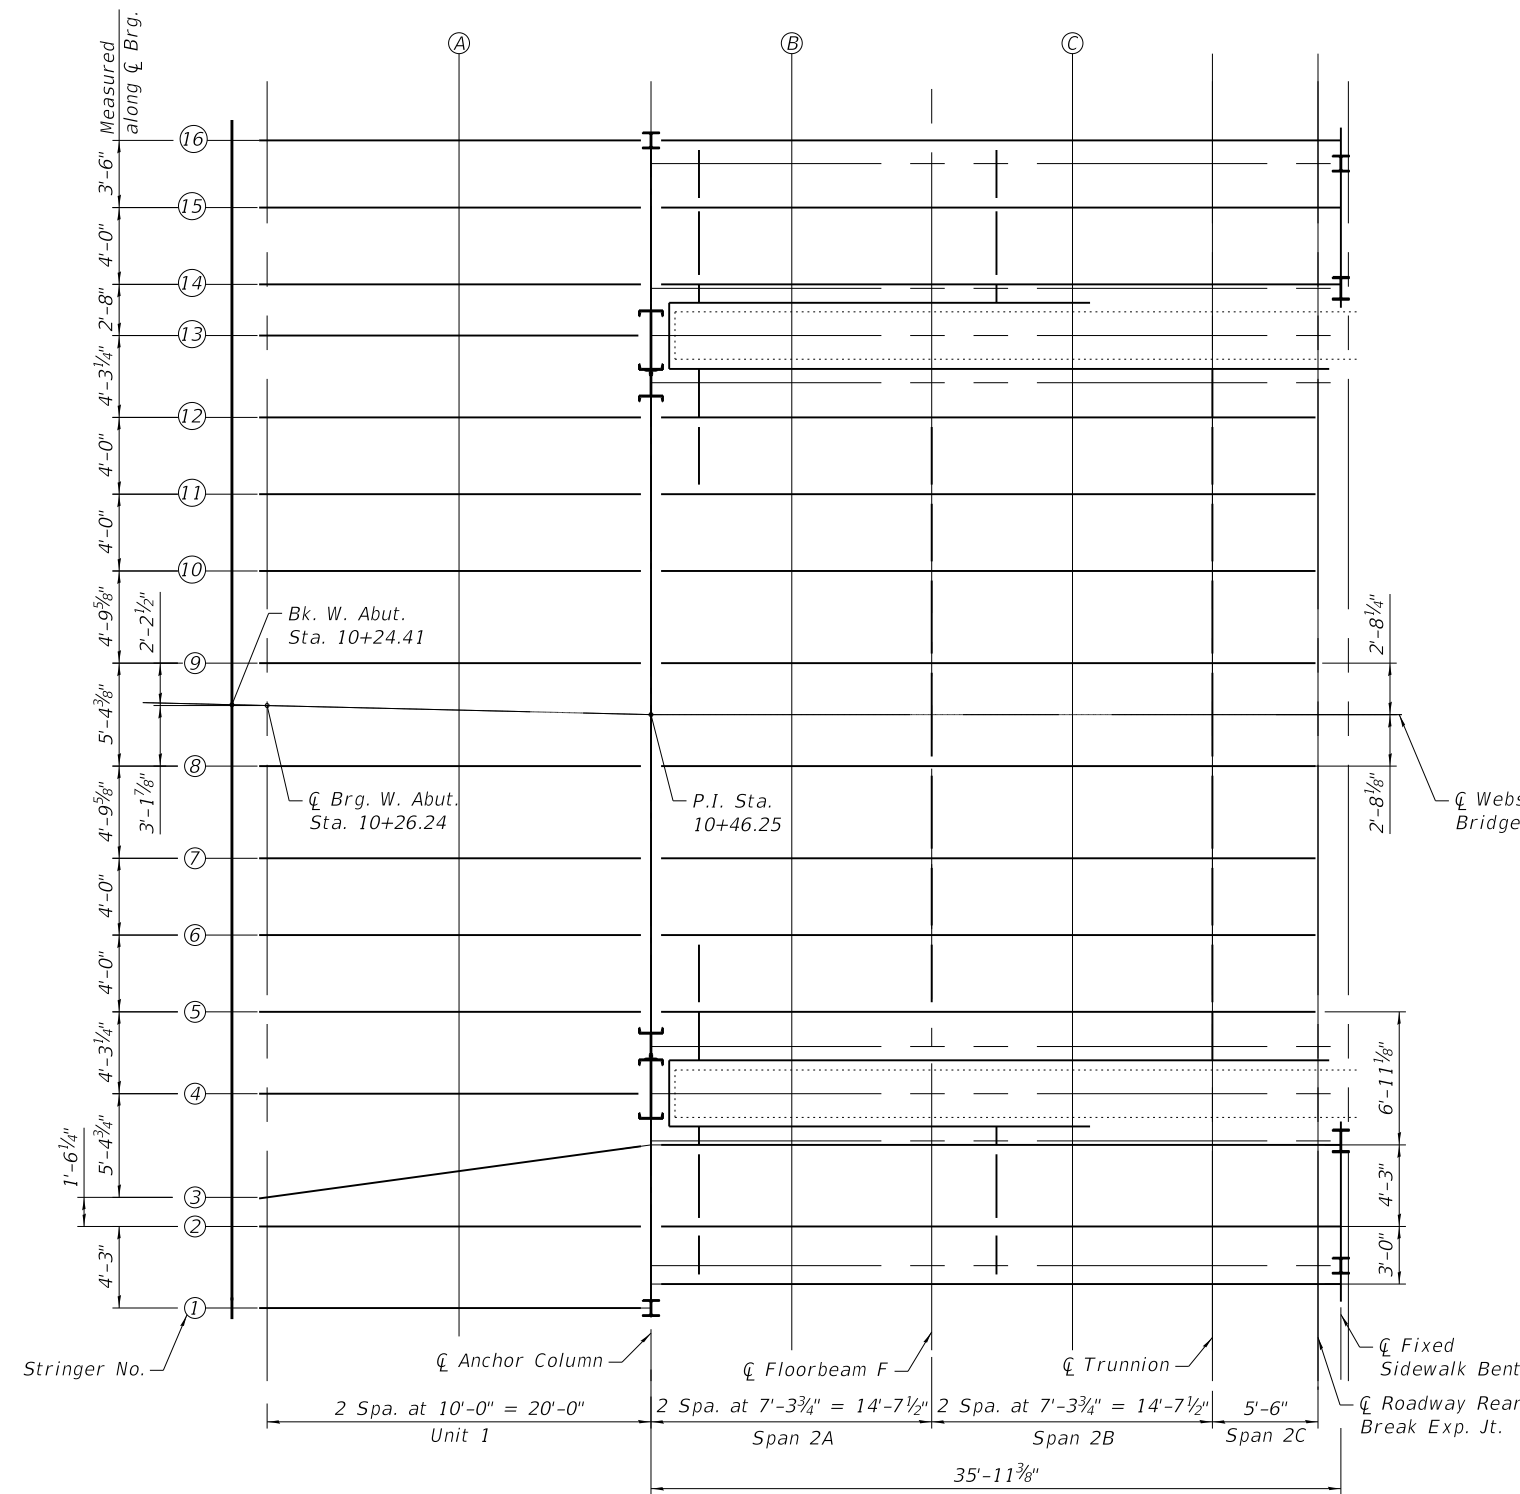 Measured
along ℄ Brg.
A
B
C
16
3'-6"
15
4'-0"
14
2'-8"
13
4'-3¼"
12
4'-0"
11
4'-0"
10
4'-9⅝"
2'-2½"
Bk. W. Abut.
Sta. 10+24.41
9
2'-8¼"
5'-4⅜"
8
3'-1⅞"
℄ Brg. W. Abut.
Sta. 10+26.24
P.I. Sta.
10+46.25
2'-8⅛"
℄ Webs
Bridge
4'-9⅝"
7
4'-0"
6
4'-0"
5
4'-3¼"
4
6'-11⅛"
5'-4¾"
1'-6¼"
3
4'-3"
2
4'-3"
3'-0"
1
Stringer No.
℄ Anchor Column
℄ Floorbeam F
℄ Trunnion
℄ Fixed
Sidewalk Bent
℄ Roadway Rear
Break Exp. Jt.
2 Spa. at 10'-0" = 20'-0"
Unit 1
2 Spa. at 7'-3¾" = 14'-7½"
Span 2A
2 Spa. at 7'-3¾" = 14'-7½"
Span 2B
5'-6"
Span 2C
35'-11⅜"